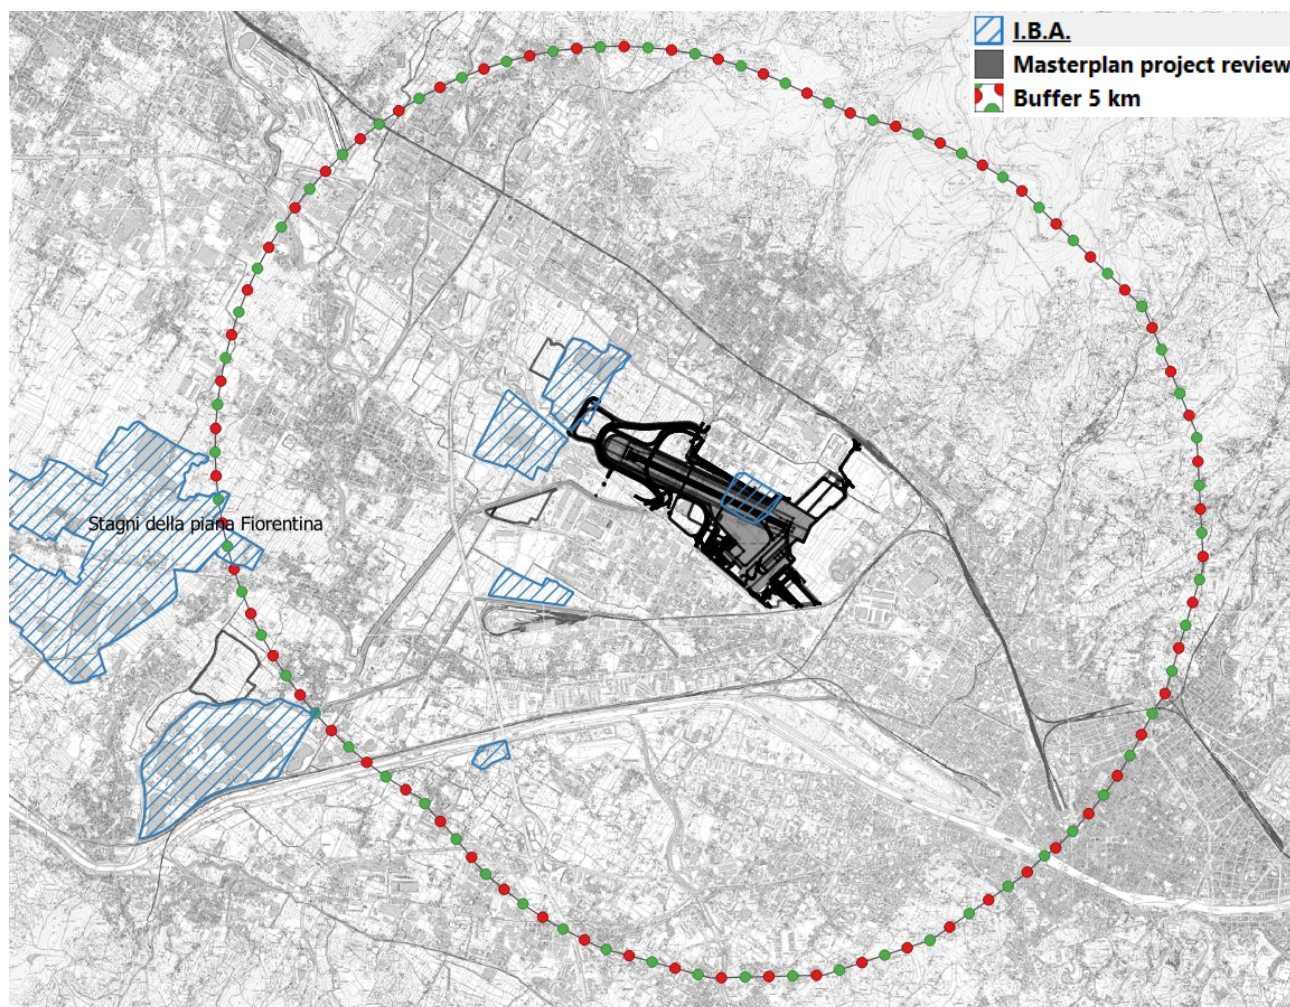 I.B.A.
Masterplan project review
Buffer 5 km
Stagni della piana Fiorentina